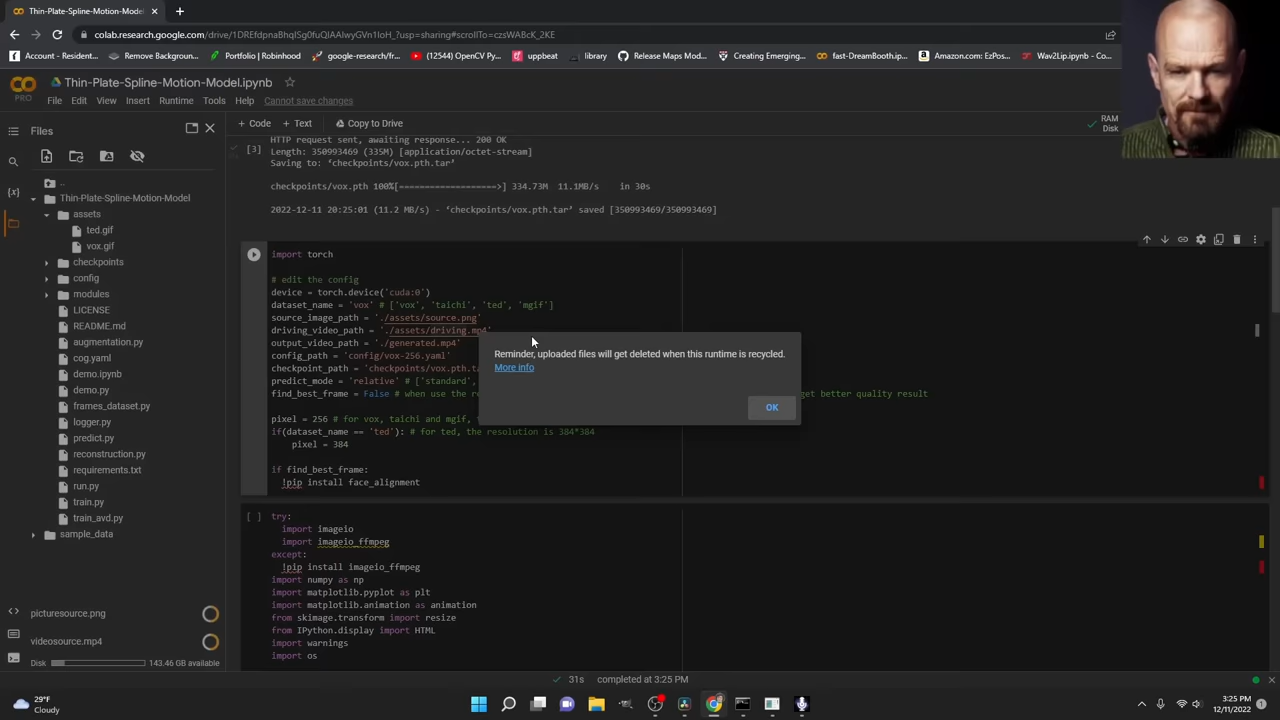 Thin-Plate-Spline-Motion-Model.i
colab.research.google.com/drive/1DREfdpnaBhqISg0fuQIAAlwyGVn1IoH_?usp=sharing#scrollTo=czsWABcK_2KE
Account - Resident...
Remove Background...
Portfolio | Robinhood
google-research/fr...
(12544) OpenCV Py...
uppbeat
library
Release Maps Mod...
Creating Emerging...
fast-DreamBooth.i...
Amazon.com: EzPos...
Wav2Lip.ipynb - Co...
Thin-Plate-Spline-Motion-Model.ipynb
PRO
File Edit View Insert Runtime Tools Help Cannot save changes
Files
+ Code + Text Copy to Drive
RAM
Disk
..
Thin-Plate-Spline-Motion-Model
assets
ted.gif
vox.gif
checkpoints
config
modules
LICENSE
README.md
augmentation.py
cog.yaml
demo.ipynb
demo.py
frames_dataset.py
logger.py
predict.py
reconstruction.py
requirements.txt
run.py
train.py
train_avd.py
sample_data
picturesource.png
videosource.mp4
Disk 143.46 GB available
HTTP request sent, awaiting response... 200 OK
[3] Length: 350993469 (335M) [application/octet-stream]
Saving to: ‘checkpoints/vox.pth.tar’
checkpoints/vox.pth 100%[===================>] 334.73M 11.1MB/s in 30s
2022-12-11 20:25:01 (11.2 MB/s) - ‘checkpoints/vox.pth.tar’ saved [350993469/350993469]
import torch
# edit the config
device = torch.device('cuda:0')
dataset_name = 'vox' # ['vox', 'taichi', 'ted', 'mgif']
source_image_path = './assets/source.png'
driving_video_path = './assets/driving.mp4'
output_video_path = './generated.mp4'
config_path = 'config/vox-256.yaml'
checkpoint_path = 'checkpoints/vox.pth.ta
predict_mode = 'relative' # ['standard',
find_best_frame = False # when use the re
get better quality result
pixel = 256 # for vox, taichi and mgif,
if(dataset_name == 'ted'): # for ted, the resolution is 384*384
pixel = 384
if find_best_frame:
!pip install face_alignment
Reminder, uploaded files will get deleted when this runtime is recycled.
More info
OK
[ ] try:
import imageio
import imageio_ffmpeg
except:
!pip install imageio_ffmpeg
import numpy as np
import matplotlib.pyplot as plt
import matplotlib.animation as animation
from skimage.transform import resize
from IPython.display import HTML
import warnings
import os
31s completed at 3:25 PM
29°F
Cloudy
3:25 PM
12/11/2022